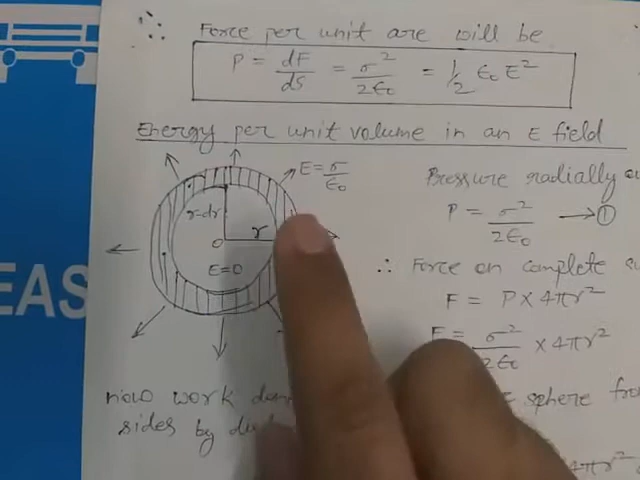 ∴ Force per unit are will be
P = dF/dS = σ²/2ϵ₀ = 1/2 ϵ₀ E²
Energy per unit volume in an E field
E = σ/ϵ₀
r-dr
O
r
E=0
Pressure radially
P = σ²/2ϵ₀ → ①
∴ Force on complete
F = P × 4πr²
F = σ²/2ϵ₀ × 4πr²
EAS
now work
sphere
sides by
4πr²